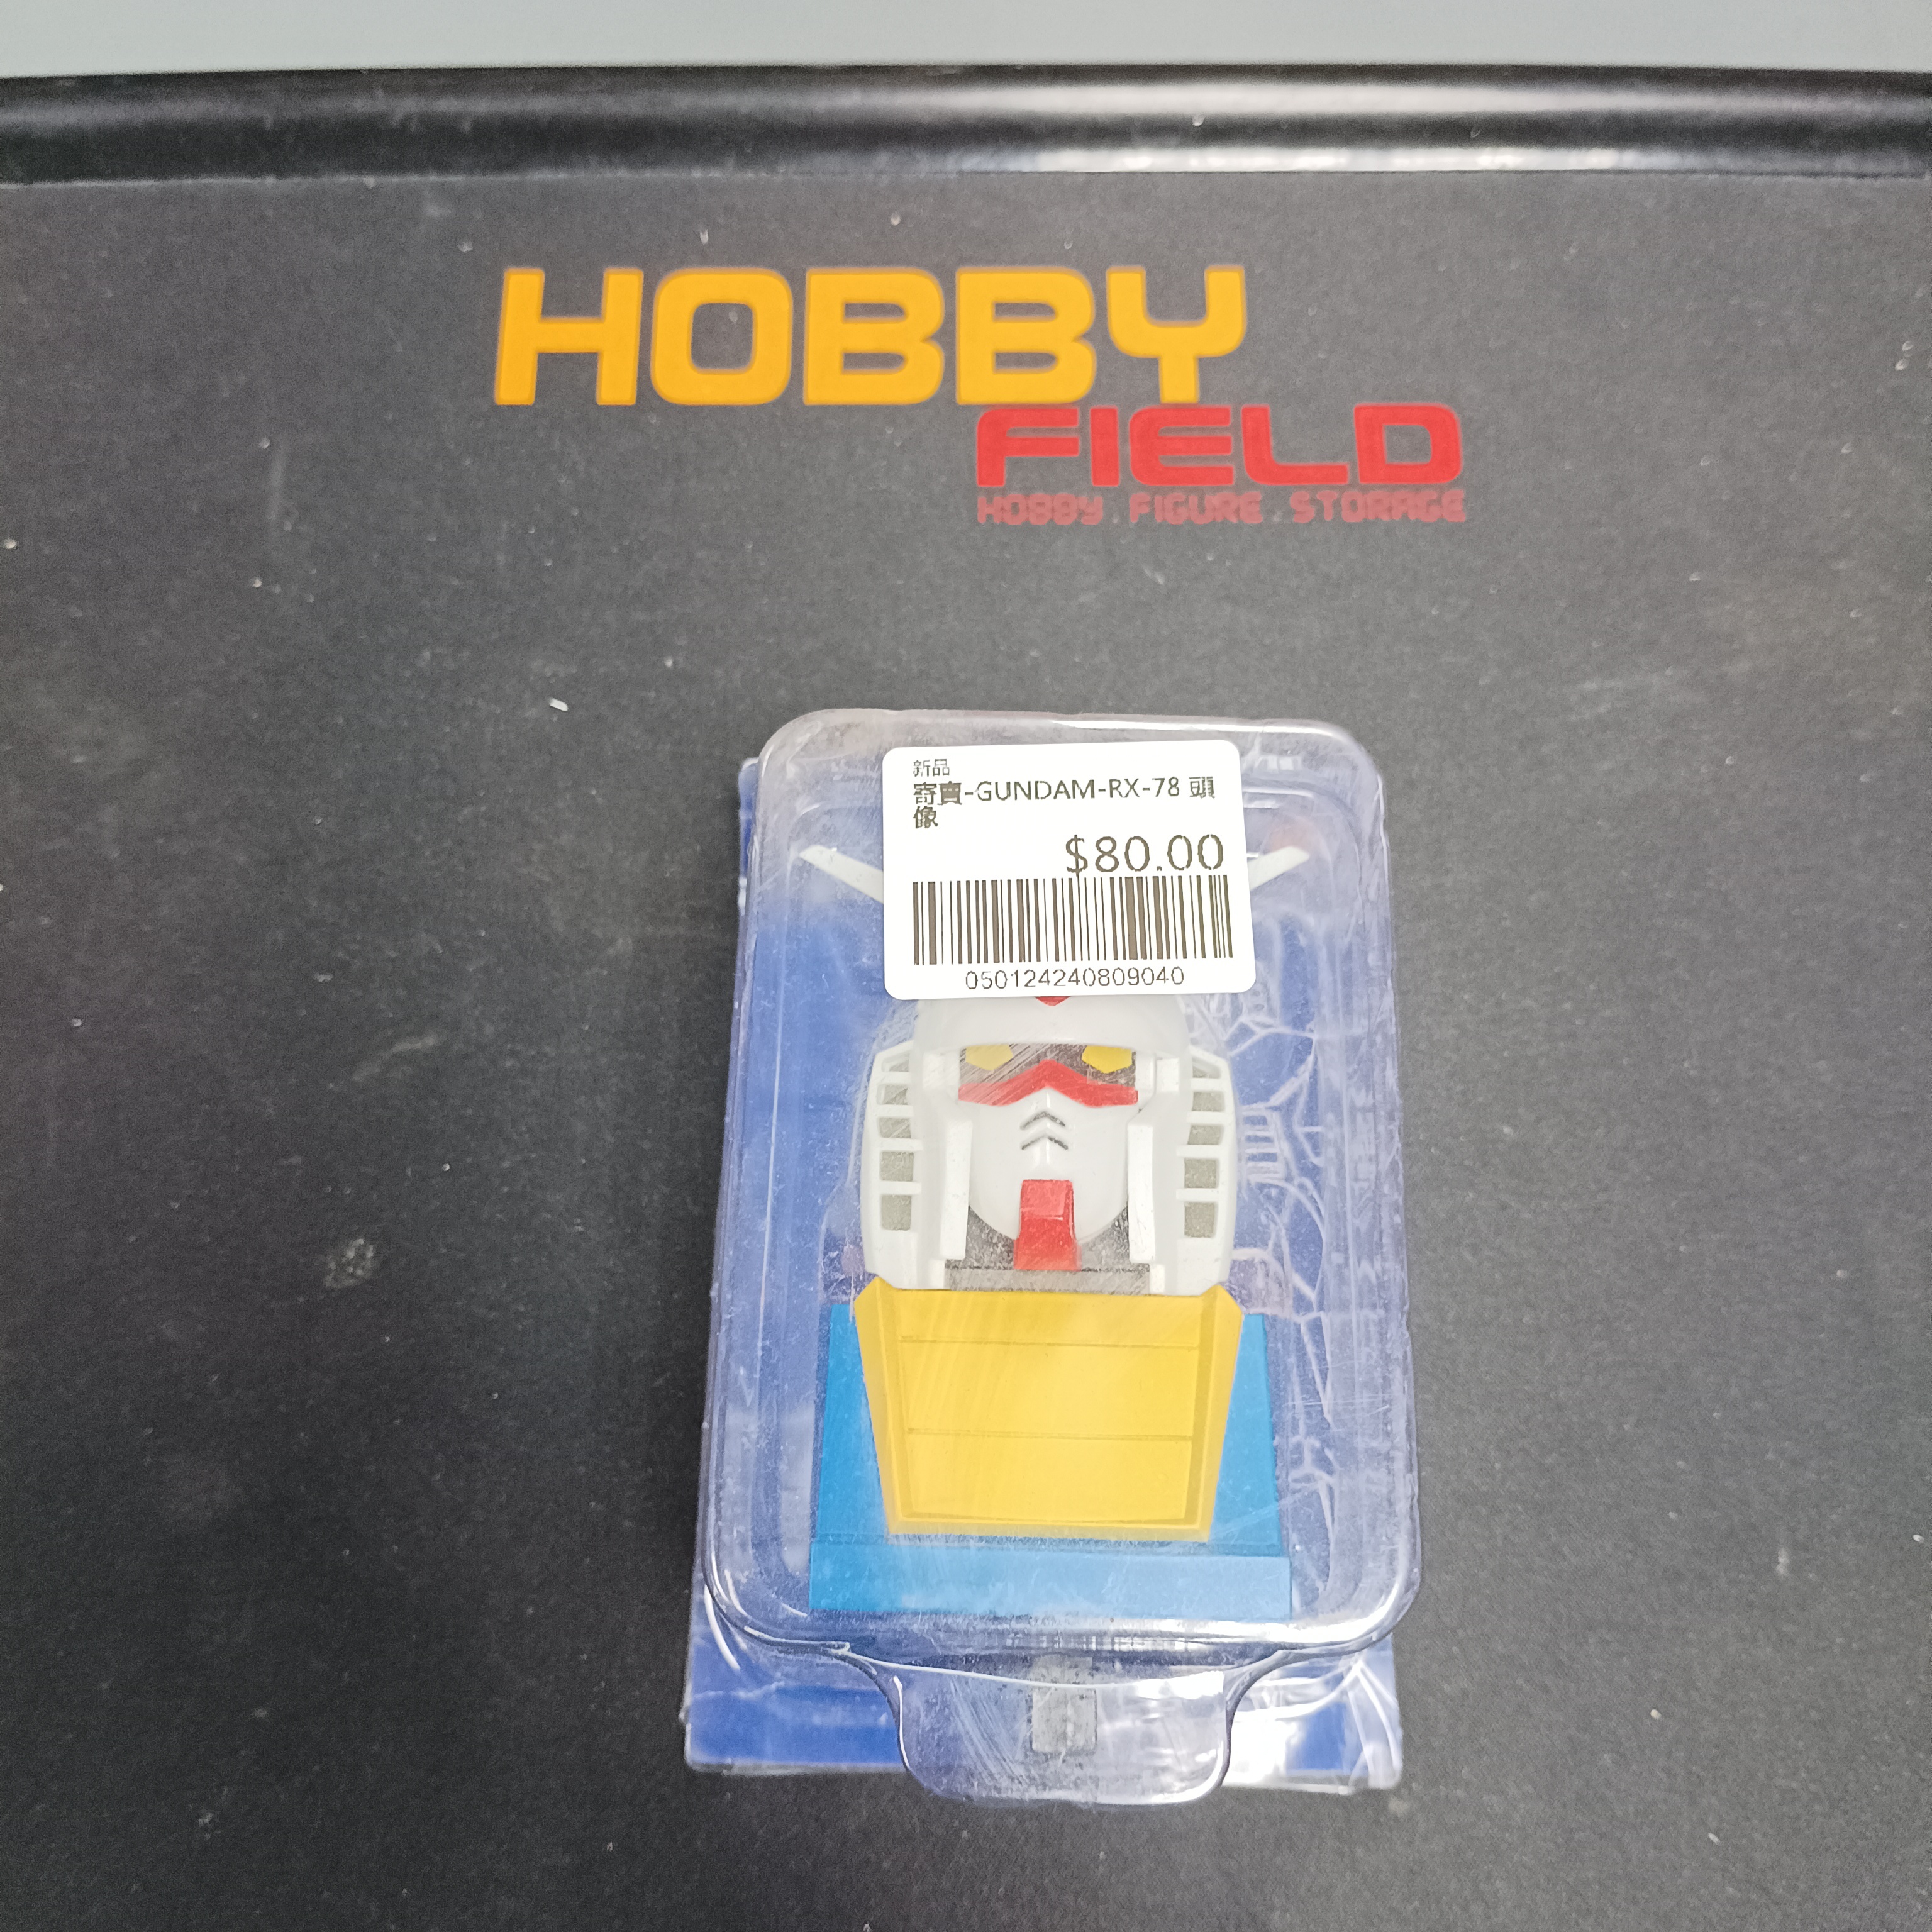 HOBBY
FIELD
HOBBY . FIGURE . STORAGE
新品
寄賣-GUNDAM-RX-78 頭
像
$80.00
050124240809040